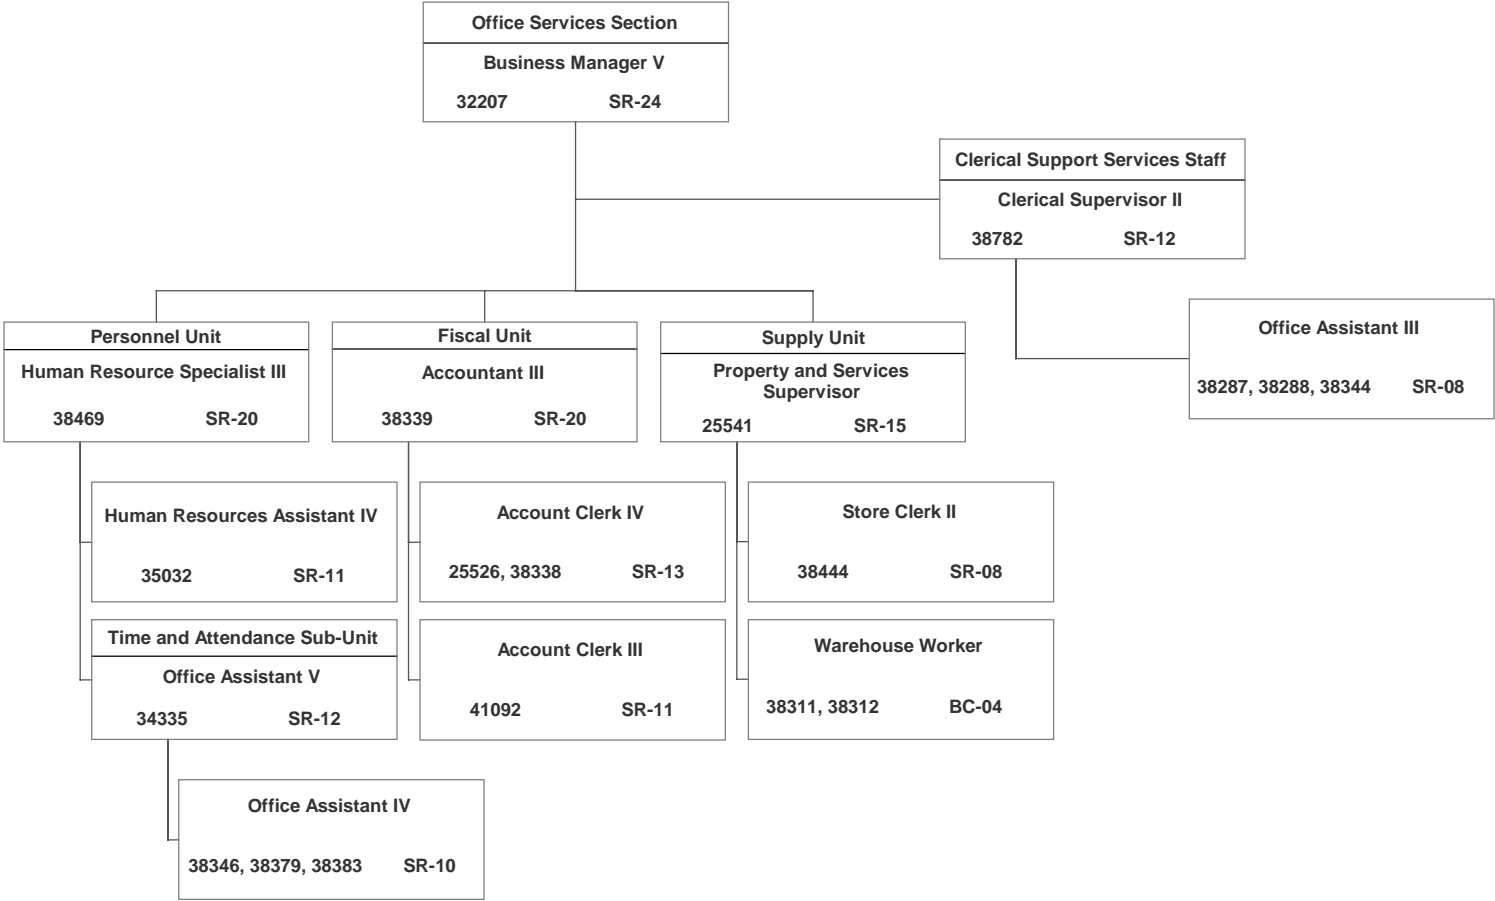 Office Services Section
Business Manager V
32207 SR-24
Clerical Support Services Staff
Clerical Supervisor II
38782 SR-12
Office Assistant III
38287, 38288, 38344 SR-08
Personnel Unit
Human Resource Specialist III
38469 SR-20
Fiscal Unit
Accountant III
38339 SR-20
Supply Unit
Property and Services
Supervisor
25541 SR-15
Human Resources Assistant IV
35032 SR-11
Account Clerk IV
25526, 38338 SR-13
Store Clerk II
38444 SR-08
Time and Attendance Sub-Unit
Office Assistant V
34335 SR-12
Account Clerk III
41092 SR-11
Warehouse Worker
38311, 38312 BC-04
Office Assistant IV
38346, 38379, 38383 SR-10